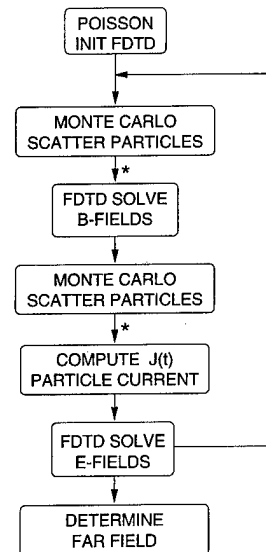 POISSON
INIT FDTD
MONTE CARLO
SCATTER PARTICLES
*
FDTD SOLVE
B-FIELDS
MONTE CARLO
SCATTER PARTICLES
*
COMPUTE J(t)
PARTICLE CURRENT
FDTD SOLVE
E-FIELDS
DETERMINE
FAR FIELD